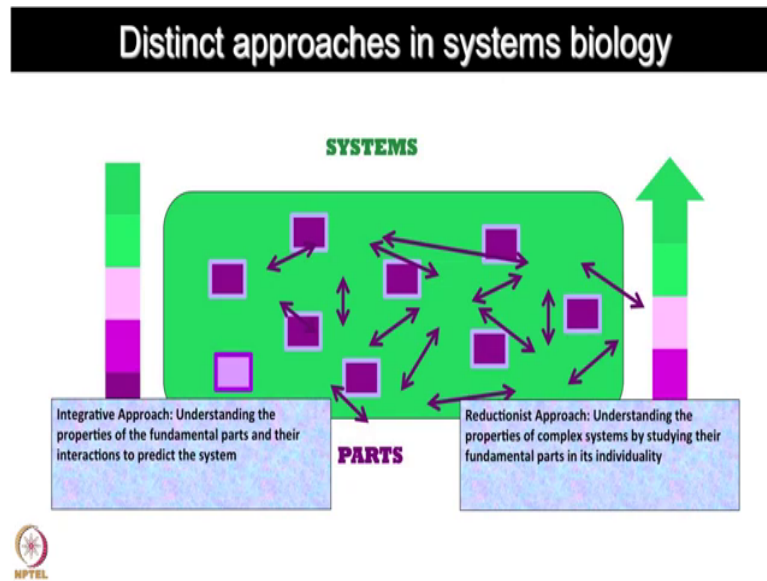 Distinct approaches in systems biology
SYSTEMS
Integrative Approach: Understanding the
properties of the fundamental parts and their
interactions to predict the system
PARTS
Reductionist Approach: Understanding the
properties of complex systems by studying their
fundamental parts in its individuality
NPTEL